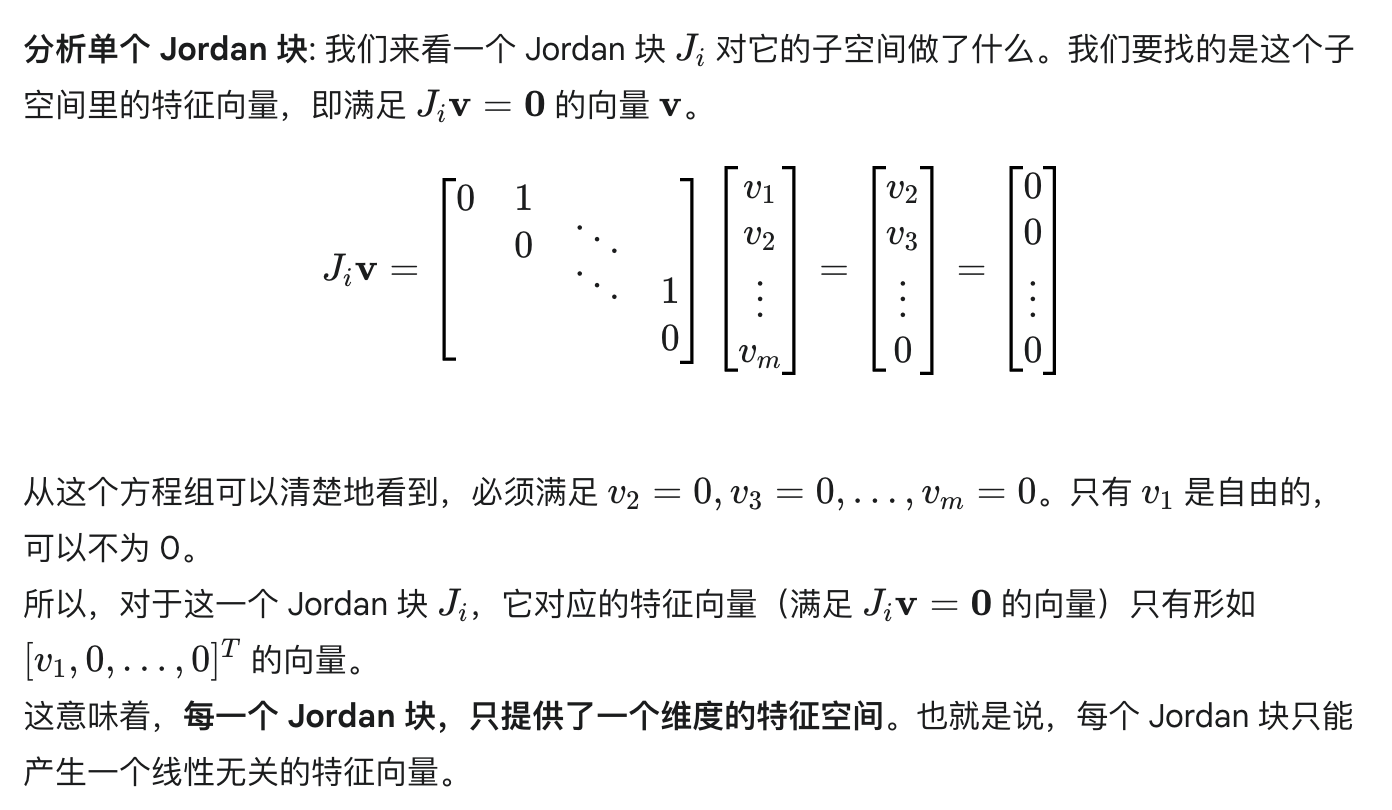 分析单个 Jordan 块: 我们来看一个 Jordan 块 $J_i$ 对它的子空间做了什么。我们要找的是这个子
空间里的特征向量，即满足 $J_i\mathbf{v} = \mathbf{0}$ 的向量 $\mathbf{v}$。
$J_i\mathbf{v} = \begin{bmatrix} 0 & 1 & & \\ & 0 & \ddots & \\ & & \ddots & 1 \\ & & & 0 \end{bmatrix} \begin{bmatrix} v_1 \\ v_2 \\ \vdots \\ v_m \end{bmatrix} = \begin{bmatrix} v_2 \\ v_3 \\ \vdots \\ 0 \end{bmatrix} = \begin{bmatrix} 0 \\ 0 \\ \vdots \\ 0 \end{bmatrix}$
从这个方程组可以清楚地看到，必须满足 $v_2 = 0, v_3 = 0, \ldots, v_m = 0$。只有 $v_1$ 是自由的，
可以不为 0。
所以，对于这一个 Jordan 块 $J_i$，它对应的特征向量（满足 $J_i\mathbf{v} = \mathbf{0}$ 的向量）只有形如
$[v_1, 0, \ldots, 0]^T$ 的向量。
这意味着，每一个 Jordan 块，只提供了一个维度的特征空间。也就是说，每个 Jordan 块只能
产生一个线性无关的特征向量。